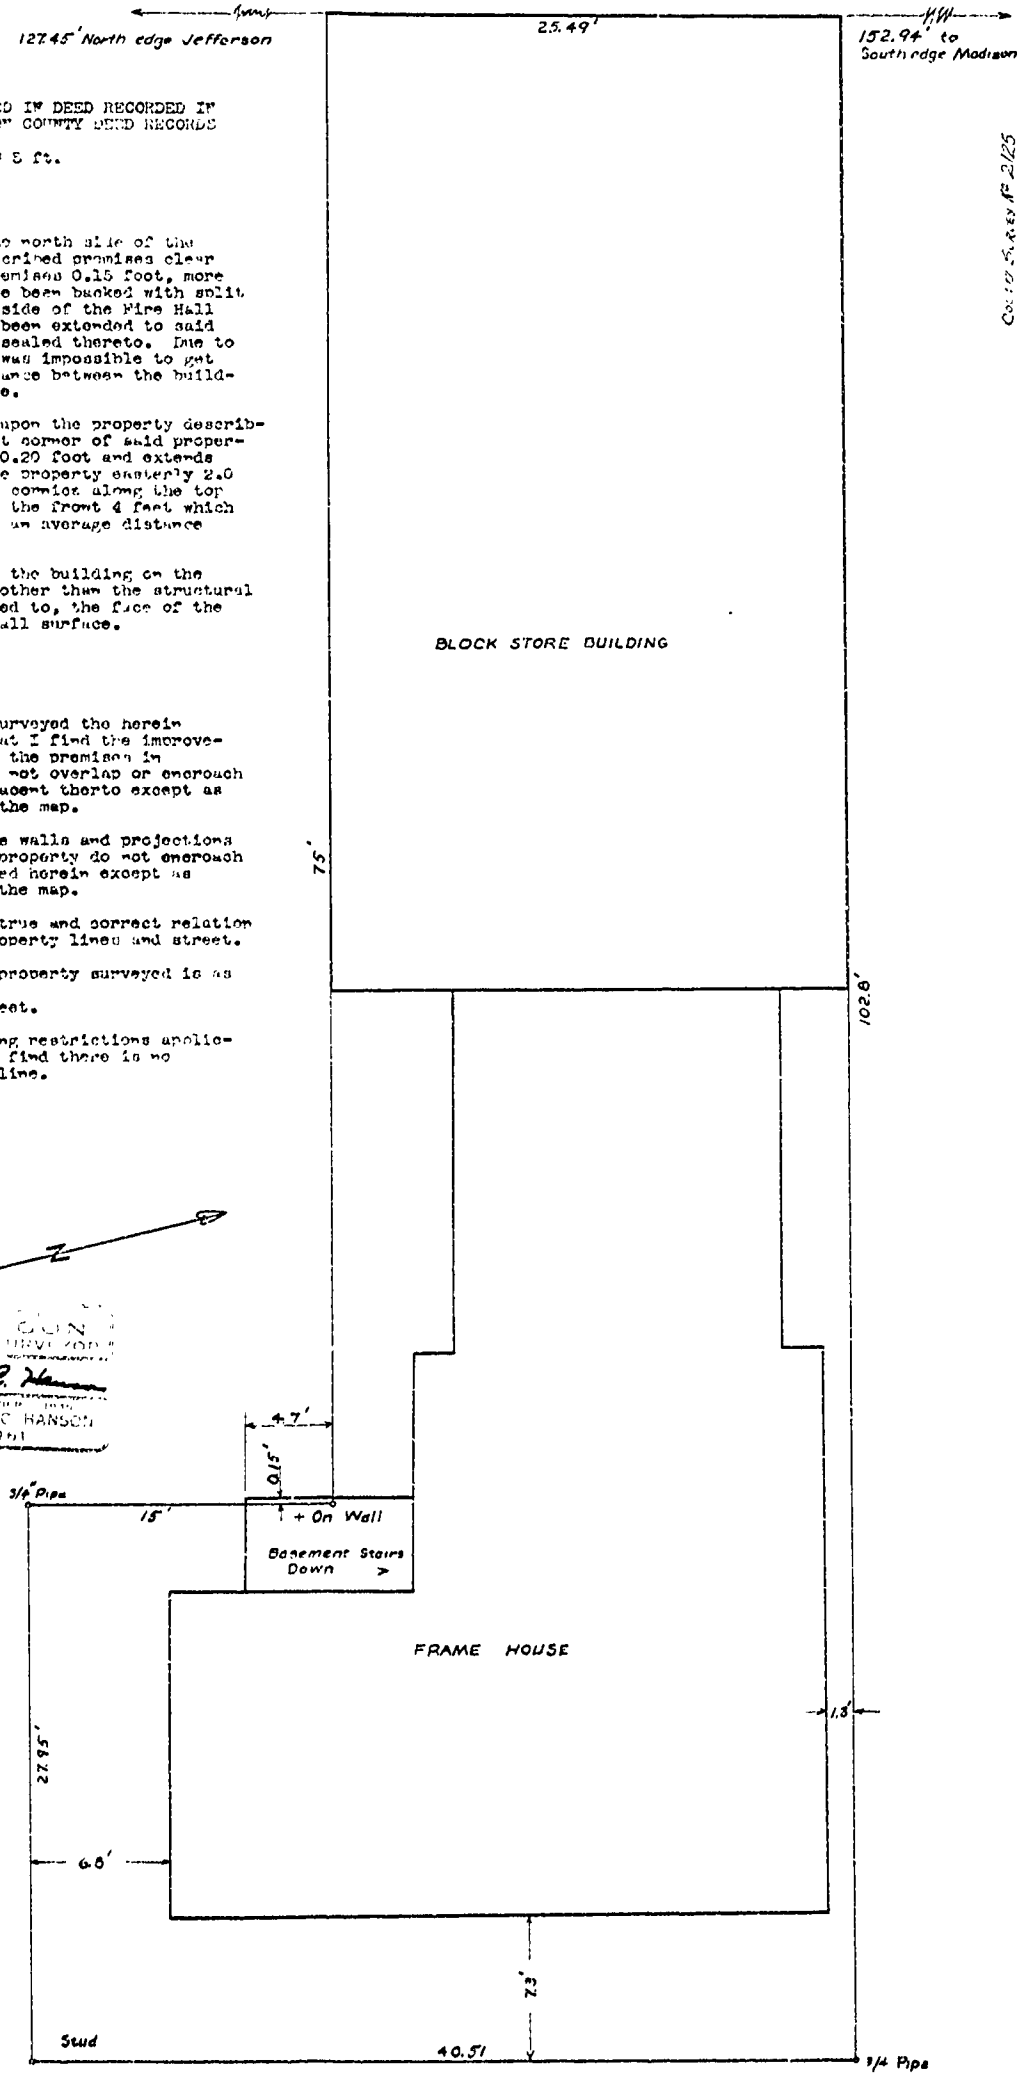 127.45' North edge Jefferson
25.49'
152.94' to
South edge Madison
IN DEED RECORDED IN
COUNTY DEED RECORDS
ft.
north side of the
cribed promises clear
emises 0.15 foot, more
e been backed with split
side of the Fire Hall
been extended to said
sealed thereto. Due to
was impossible to get
ance between the build-
e.
upon the property describ-
t corner of said proper-
0.20 foot and extends
e property easterly 2.0
cornice along the top
the front 4 feet which
an average distance
the building on the
other than the structural
ed to, the face of the
all surface.
BLOCK STORE BUILDING
urveyed the herein
at I find the improve-
the premises in
not overlap or encroach
acent therto except as
the map.
e walls and projections
property do not encroach
ed herein except as
the map.
true and correct relation
operty lines and street.
property surveyed is as
eet.
ng restrictions applic-
find there is no
line.
75'
102.8'
N
C HANSON
4.7'
0.15'
3/4" Pipe
15'
+ On Wall
Basement Stairs
Down >
FRAME HOUSE
1.3'
27.95'
6.8'
7.3'
Stud
40.51
3/4 Pipe